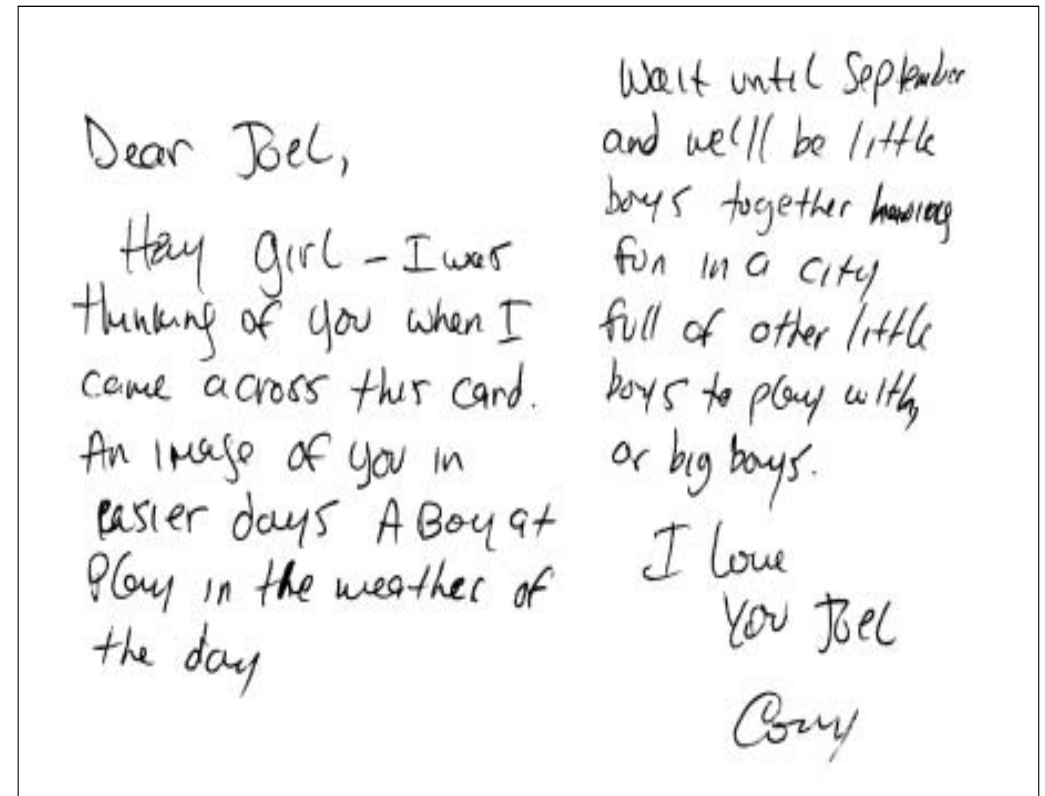 Dear Joel,
Hay girl - I was
thinking of you when I
came across this card.
An image of you in
easier days A Boy at
Play in the weather of
the day
Wait until September
and we'll be little
boys together having
fun in a city
full of other little
boys to play with,
or big boys.
I love
You Joel
Cory